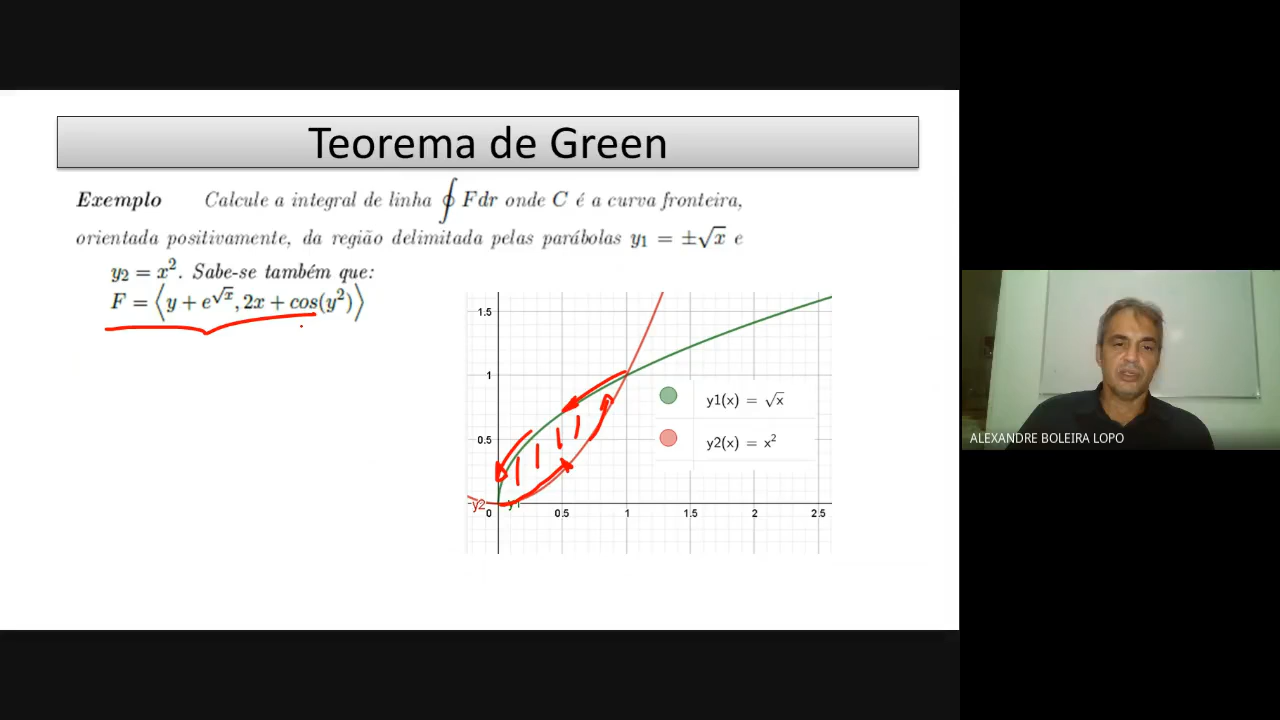 Teorema de Green
Exemplo Calcule a integral de linha ∮ Fdr onde C é a curva fronteira,
orientada positivamente, da região delimitada pelas parábolas y₁ = ±√x e
y₂ = x². Sabe-se também que:
F = ⟨y + e^√x, 2x + cos(y²)⟩
1.5
1
0.5
y1(x) = √x
y2(x) = x²
y2
0 0.5 1 1.5 2 2.5
ALEXANDRE BOLEIRA LOPO